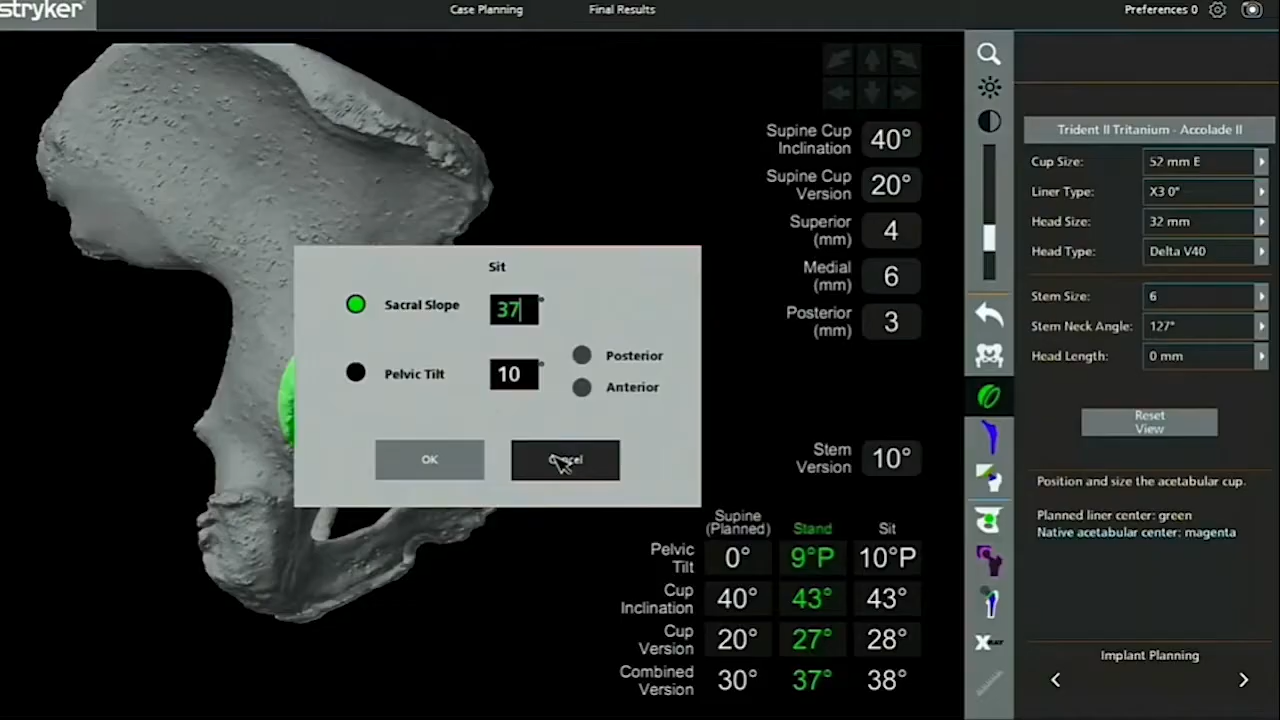 stryker
Case Planning
Final Results
Preferences 0
Supine Cup
Inclination
40°
Supine Cup
Version
20°
Superior
(mm)
4
Medial
(mm)
6
Posterior
(mm)
3
Stem
Version
10°
Sit
Sacral Slope
37°
Pelvic Tilt
10°
Posterior
Anterior
OK
Supine
(Planned)
Stand
Sit
Pelvic
Tilt
0°
9°P
10°P
Cup
Inclination
40°
43°
43°
Cup
Version
20°
27°
28°
Combined
Version
30°
37°
38°
Trident II Tritanium - Accolade II
Cup Size:
52 mm E
Liner Type:
X3 0°
Head Size:
32 mm
Head Type:
Delta V40
Stem Size:
6
Stem Neck Angle:
127°
Head Length:
0 mm
Reset
View
Position and size the acetabular cup.
Planned liner center: green
Native acetabular center: magenta
Implant Planning